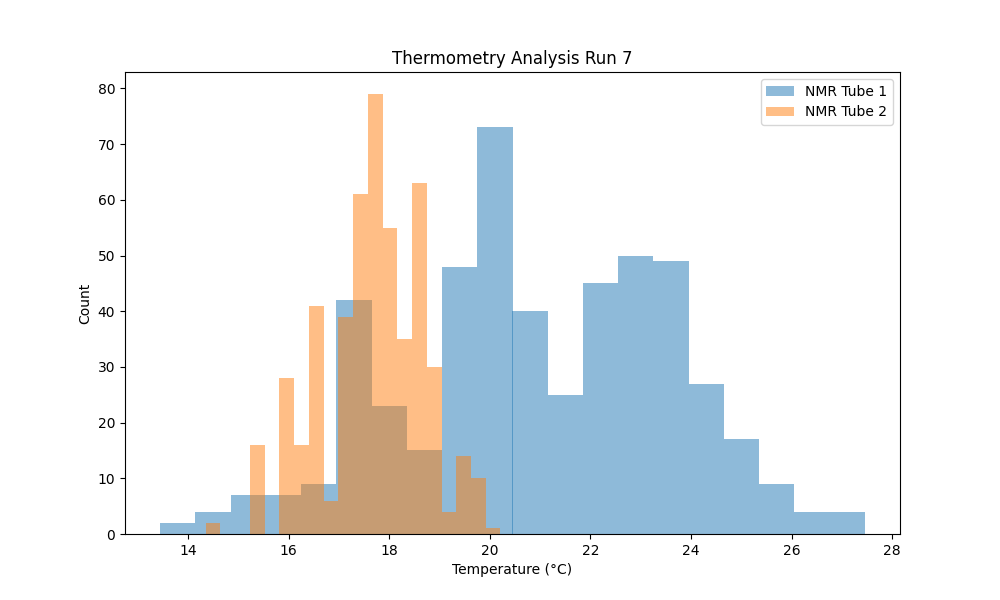 Thermometry Analysis Run 7
NMR Tube 1
NMR Tube 2
80
70
60
50
40
30
20
10
0
Count
14 16 18 20 22 24 26 28
Temperature (°C)